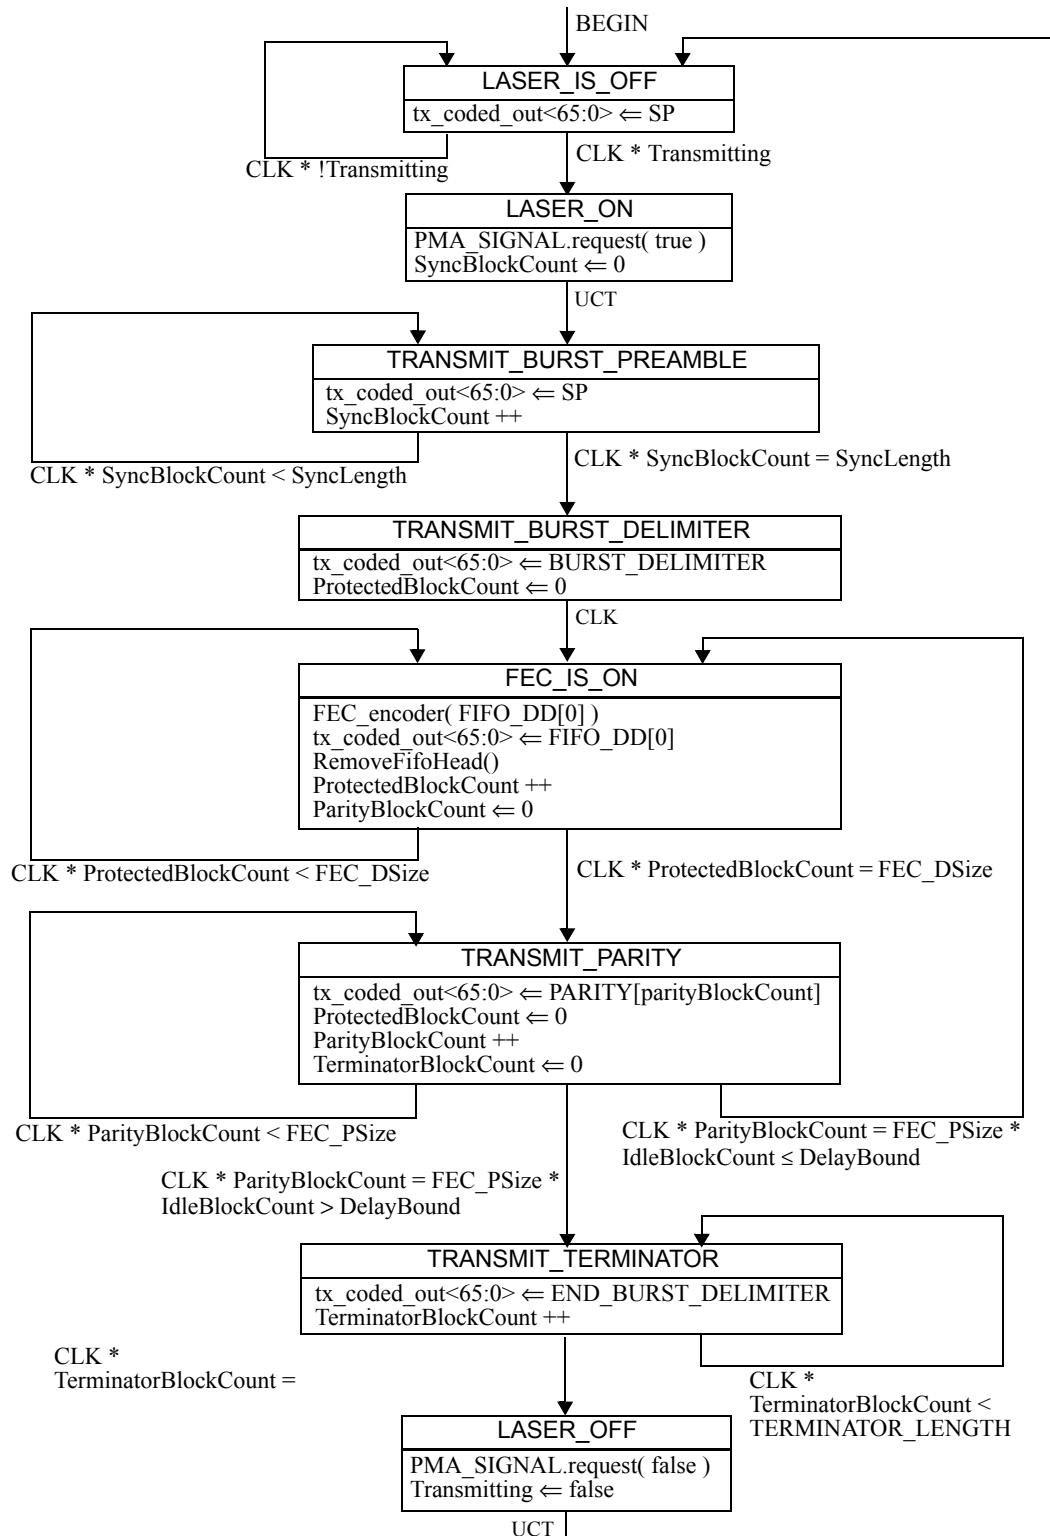 BEGIN
LASER_IS_OFF
tx_coded_out<65:0> ⇐ SP
CLK * !Transmitting
CLK * Transmitting
LASER_ON
PMA_SIGNAL.request( true )
SyncBlockCount ⇐ 0
UCT
TRANSMIT_BURST_PREAMBLE
tx_coded_out<65:0> ⇐ SP
SyncBlockCount ++
CLK * SyncBlockCount < SyncLength
CLK * SyncBlockCount = SyncLength
TRANSMIT_BURST_DELIMITER
tx_coded_out<65:0> ⇐ BURST_DELIMITER
ProtectedBlockCount ⇐ 0
CLK
FEC_IS_ON
FEC_encoder( FIFO_DD[0] )
tx_coded_out<65:0> ⇐ FIFO_DD[0]
RemoveFifoHead()
ProtectedBlockCount ++
ParityBlockCount ⇐ 0
CLK * ProtectedBlockCount < FEC_DSize
CLK * ProtectedBlockCount = FEC_DSize
TRANSMIT_PARITY
tx_coded_out<65:0> ⇐ PARITY[parityBlockCount]
ProtectedBlockCount ⇐ 0
ParityBlockCount ++
TerminatorBlockCount ⇐ 0
CLK * ParityBlockCount < FEC_PSize
CLK * ParityBlockCount = FEC_PSize *
IdleBlockCount ≤ DelayBound
CLK * ParityBlockCount = FEC_PSize *
IdleBlockCount > DelayBound
TRANSMIT_TERMINATOR
tx_coded_out<65:0> ⇐ END_BURST_DELIMITER
TerminatorBlockCount ++
CLK *
TerminatorBlockCount =
CLK *
TerminatorBlockCount <
TERMINATOR_LENGTH
LASER_OFF
PMA_SIGNAL.request( false )
Transmitting ⇐ false
UCT